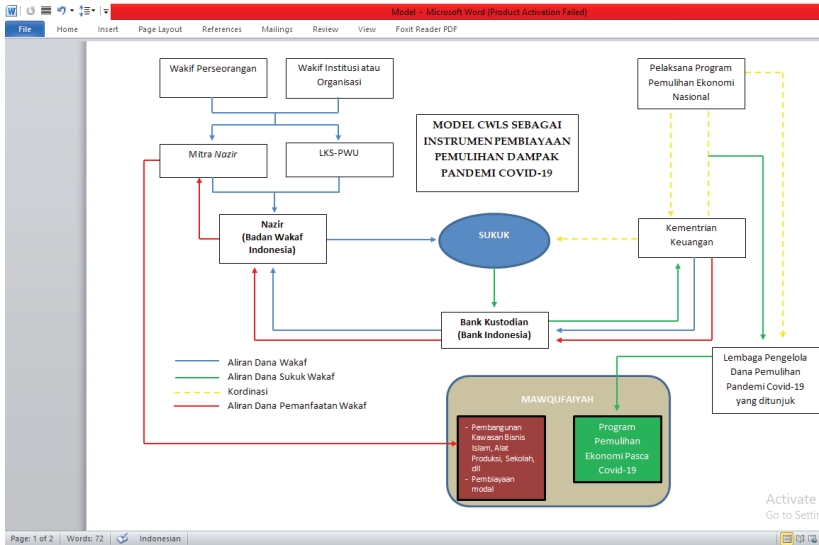 Model - Microsoft Word (Product Activation Failed)
File Home Insert Page Layout References Mailings Review View Foxit Reader PDF
Wakif Perseorangan
Wakif Institusi atau
Organisasi
Pelaksana Program
Pemulihan Ekonomi
Nasional
MODEL CWLS SEBAGAI
INSTRUMEN PEMBIAYAAN
PEMULIHAN DAMPAK
PANDEMI COVID-19
Mitra Nazir
LKS-PWU
Nazir
(Badan Wakaf
Indonesia)
SUKUK
Kementrian
Keuangan
Bank Kustodian
(Bank Indonesia)
Lembaga Pengelola
Dana Pemulihan
Pandemi Covid-19
yang ditunjuk
Aliran Dana Wakaf
Aliran Dana Sukuk Wakaf
Kordinasi
Aliran Dana Pemanfaatan Wakaf
MAWQUFAIYAH
- Pembangunan
Kawasan Bisnis
Islam, Alat
Produksi, Sekolah,
dll
- Pembiayaan
modal
Program
Pemulihan
Ekonomi Pasca
Covid-19
Activate
Go to Settin
Page: 1 of 2 Words: 72 Indonesian